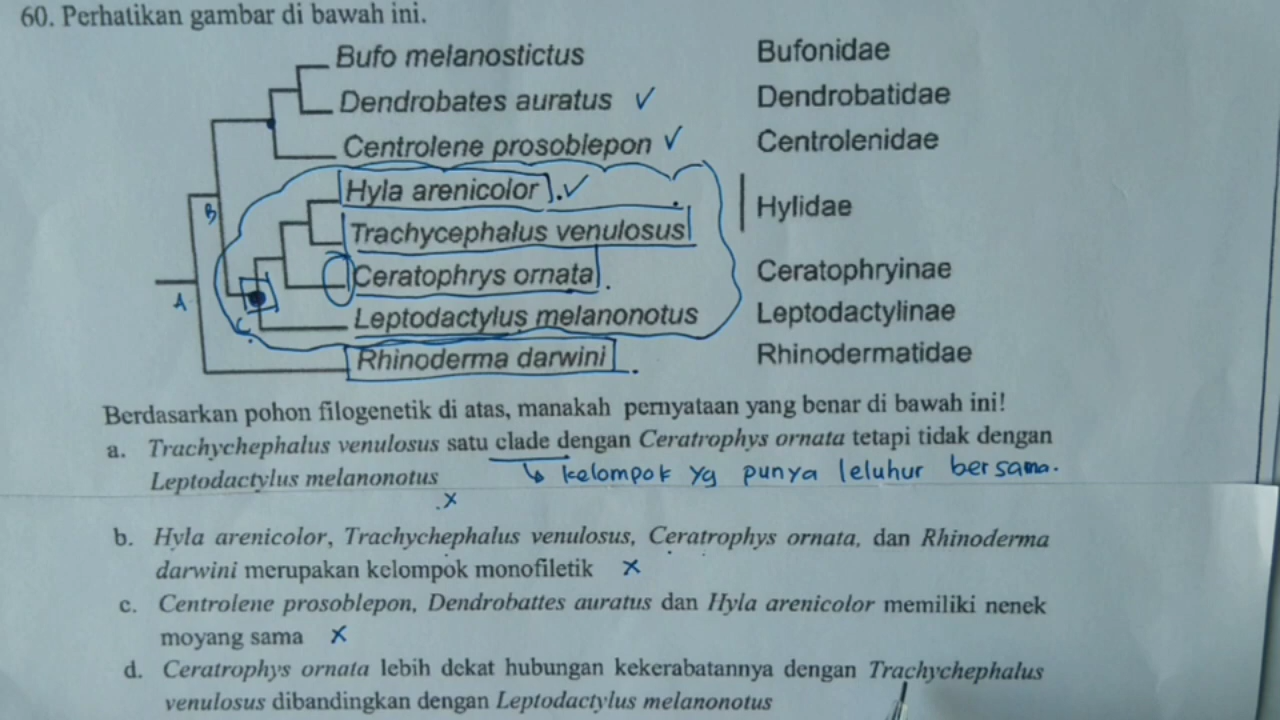 60. Perhatikan gambar di bawah ini.
Bufo melanostictus Bufonidae
Dendrobates auratus ✓ Dendrobatidae
Centrolene prosoblepon ✓ Centrolenidae
Hyla arenicolor ✓
Hylidae
B
Trachycephalus venulosus
Ceratophrys ornata Ceratophryinae
A
C
Leptodactylus melanonotus Leptodactylinae
Rhinoderma darwini Rhinodermatidae
Berdasarkan pohon filogenetik di atas, manakah pernyataan yang benar di bawah ini!
a. Trachychephalus venulosus satu clade dengan Ceratrophys ornata tetapi tidak dengan
Leptodactylus melanonotus
↳ kelompok yg punya leluhur bersama.
x
b. Hyla arenicolor, Trachychephalus venulosus, Ceratrophys ornata, dan Rhinoderma
darwini merupakan kelompok monofiletik x
c. Centrolene prosoblepon, Dendrobattes auratus dan Hyla arenicolor memiliki nenek
moyang sama x
d. Ceratrophys ornata lebih dekat hubungan kekerabatannya dengan Trachychephalus
venulosus dibandingkan dengan Leptodactylus melanonotus